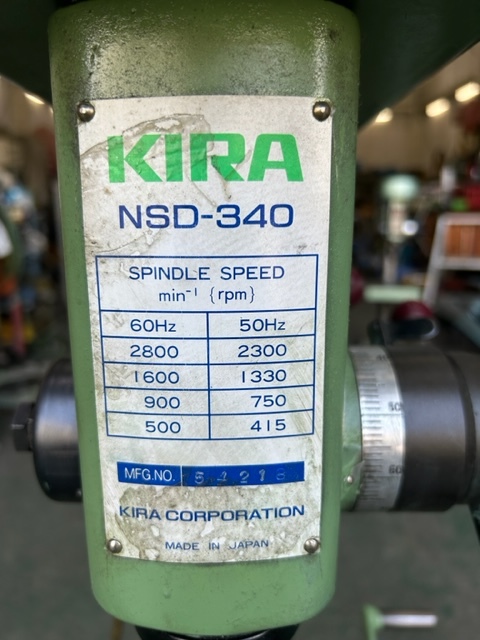 KIRA
NSD-340
SPINDLE SPEED
min⁻¹ {rpm}
60Hz 50Hz
2800 2300
1600 1330
900 750
500 415
MFG.NO.
KIRA CORPORATION
MADE IN JAPAN